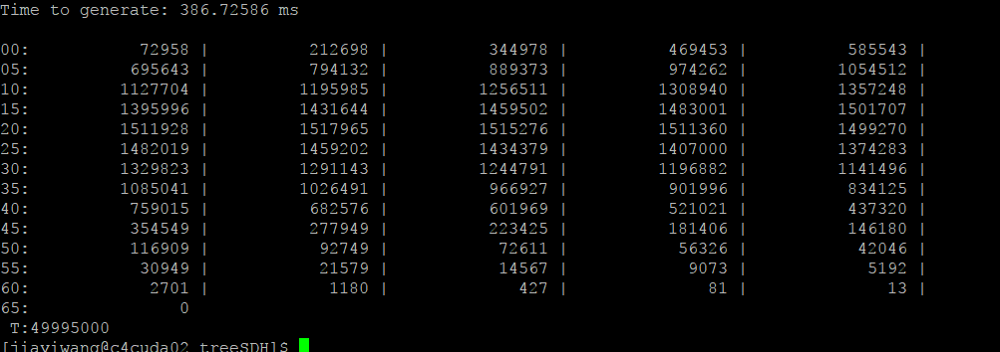 Time to generate: 386.72586 ms
00: 72958 | 212698 | 344978 | 469453 | 585543 |
05: 695643 | 794132 | 889373 | 974262 | 1054512 |
10: 1127704 | 1195985 | 1256511 | 1308940 | 1357248 |
15: 1395996 | 1431644 | 1459502 | 1483001 | 1501707 |
20: 1511928 | 1517965 | 1515276 | 1511360 | 1499270 |
25: 1482019 | 1459202 | 1434379 | 1407000 | 1374283 |
30: 1329823 | 1291143 | 1244791 | 1196882 | 1141496 |
35: 1085041 | 1026491 | 966927 | 901996 | 834125 |
40: 759015 | 682576 | 601969 | 521021 | 437320 |
45: 354549 | 277949 | 223425 | 181406 | 146180 |
50: 116909 | 92749 | 72611 | 56326 | 42046 |
55: 30949 | 21579 | 14567 | 9073 | 5192 |
60: 2701 | 1180 | 427 | 81 | 13 |
65: 0
T:49995000
[jiayiwang@c4cuda02 treeSDH]$